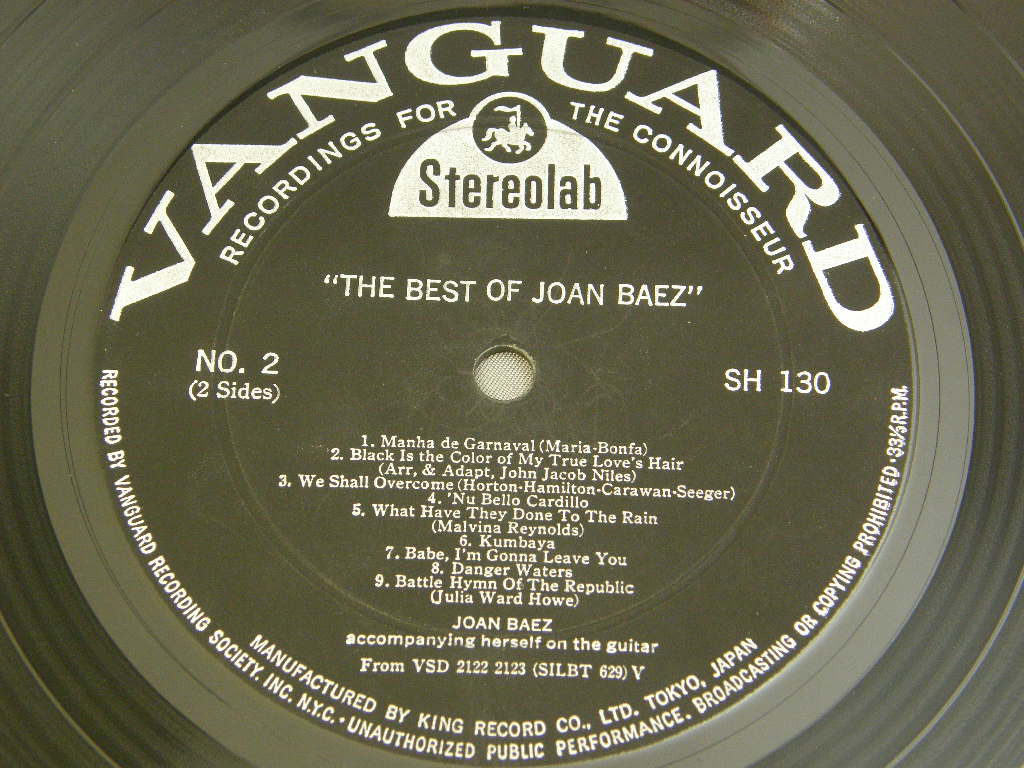 VANGUARD
RECORDINGS FOR THE CONNOISSEUR
Stereolab
"THE BEST OF JOAN BAEZ"
NO. 2
(2 Sides)
SH 130
1. Manha de Garnaval (Maria-Bonfa)
2. Black Is the Color of My True Love's Hair
(Arr, & Adapt, John Jacob Niles)
3. We Shall Overcome (Horton-Hamilton-Carawan-Seeger)
4. 'Nu Bello Cardillo
5. What Have They Done To The Rain
(Malvina Reynolds)
6. Kumbaya
7. Babe, I'm Gonna Leave You
8. Danger Waters
9. Battle Hymn Of The Republic
(Julia Ward Howe)
JOAN BAEZ
accompanying herself on the guitar
From VSD 2122 2123 (SILBT 629) V
MANUFACTURED BY KING RECORD CO., LTD. TOKYO, JAPAN
RECORDED BY VANGUARD RECORDING SOCIETY, INC. N.Y.C. • UNAUTHORIZED PUBLIC PERFORMANCE. BROADCASTING OR COPYING PROHIBITED • 33⅓ R.P.M.